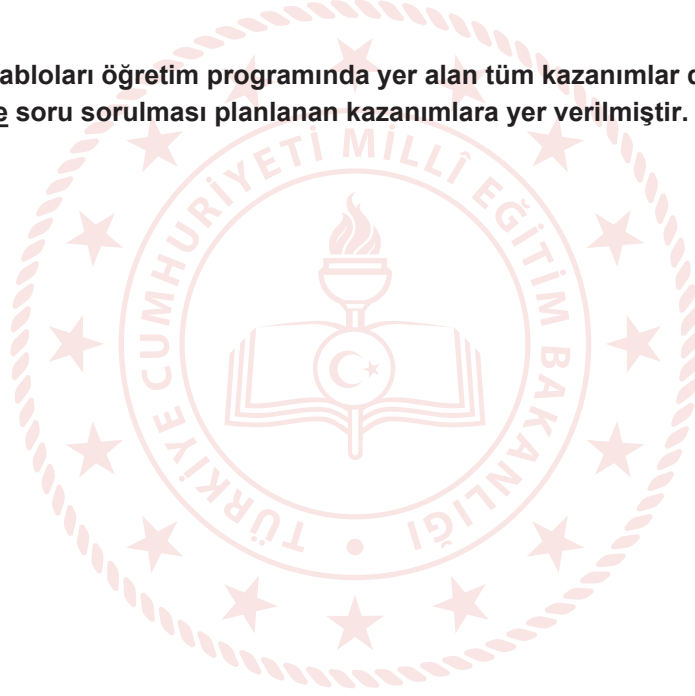 abloları öğretim programında yer alan tüm kazanımlar
e soru sorulması planlanan kazanımlara yer verilmiştir.
TÜRKİYE CUMHURİYETİ MİLLÎ EĞİTİM BAKANLIĞI